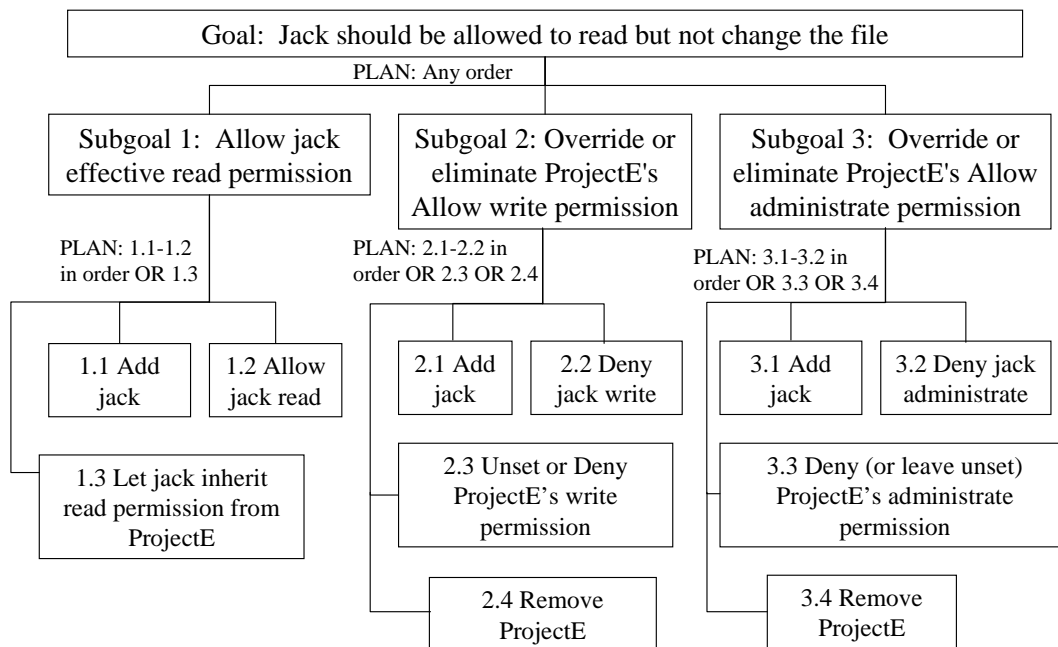 Goal:  Jack should be allowed to read but not change the file
PLAN: Any order
Subgoal 1:  Allow jack
effective read permission
Subgoal 2: Override or
eliminate ProjectE's
Allow write permission
Subgoal 3:  Override or
eliminate ProjectE's Allow
administrate permission
PLAN: 1.1-1.2
in order OR 1.3
PLAN: 2.1-2.2 in
order OR 2.3 OR 2.4
PLAN: 3.1-3.2 in
order OR 3.3 OR 3.4
1.1 Add
jack
1.2 Allow
jack read
2.1 Add
jack
2.2 Deny
jack write
3.1 Add
jack
3.2 Deny jack
administrate
1.3 Let jack inherit
read permission from
ProjectE
2.3 Unset or Deny
ProjectE’s write
permission
3.3 Deny (or leave unset)
ProjectE’s administrate
permission
2.4 Remove
ProjectE
3.4 Remove
ProjectE